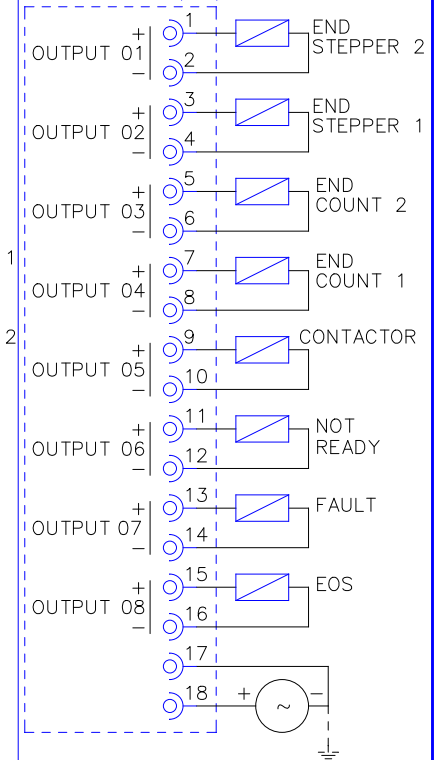 1
OUTPUT 01
+
END
STEPPER 2
−
2
3
OUTPUT 02
+
END
STEPPER 1
−
4
5
OUTPUT 03
+
END
COUNT 2
−
6
1
7
OUTPUT 04
+
END
COUNT 1
−
8
2
9
OUTPUT 05
+
CONTACTOR
−
10
11
OUTPUT 06
+
NOT
READY
−
12
13
OUTPUT 07
+
FAULT
−
14
15
OUTPUT 08
+
EOS
−
16
17
18
+ ~ −